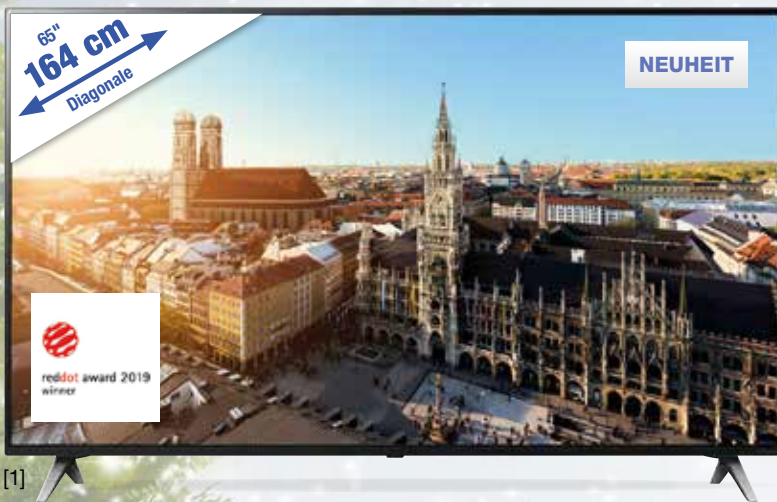 65"
164 cm
Diagonale
NEUHEIT
reddot award 2019
winner
[1]